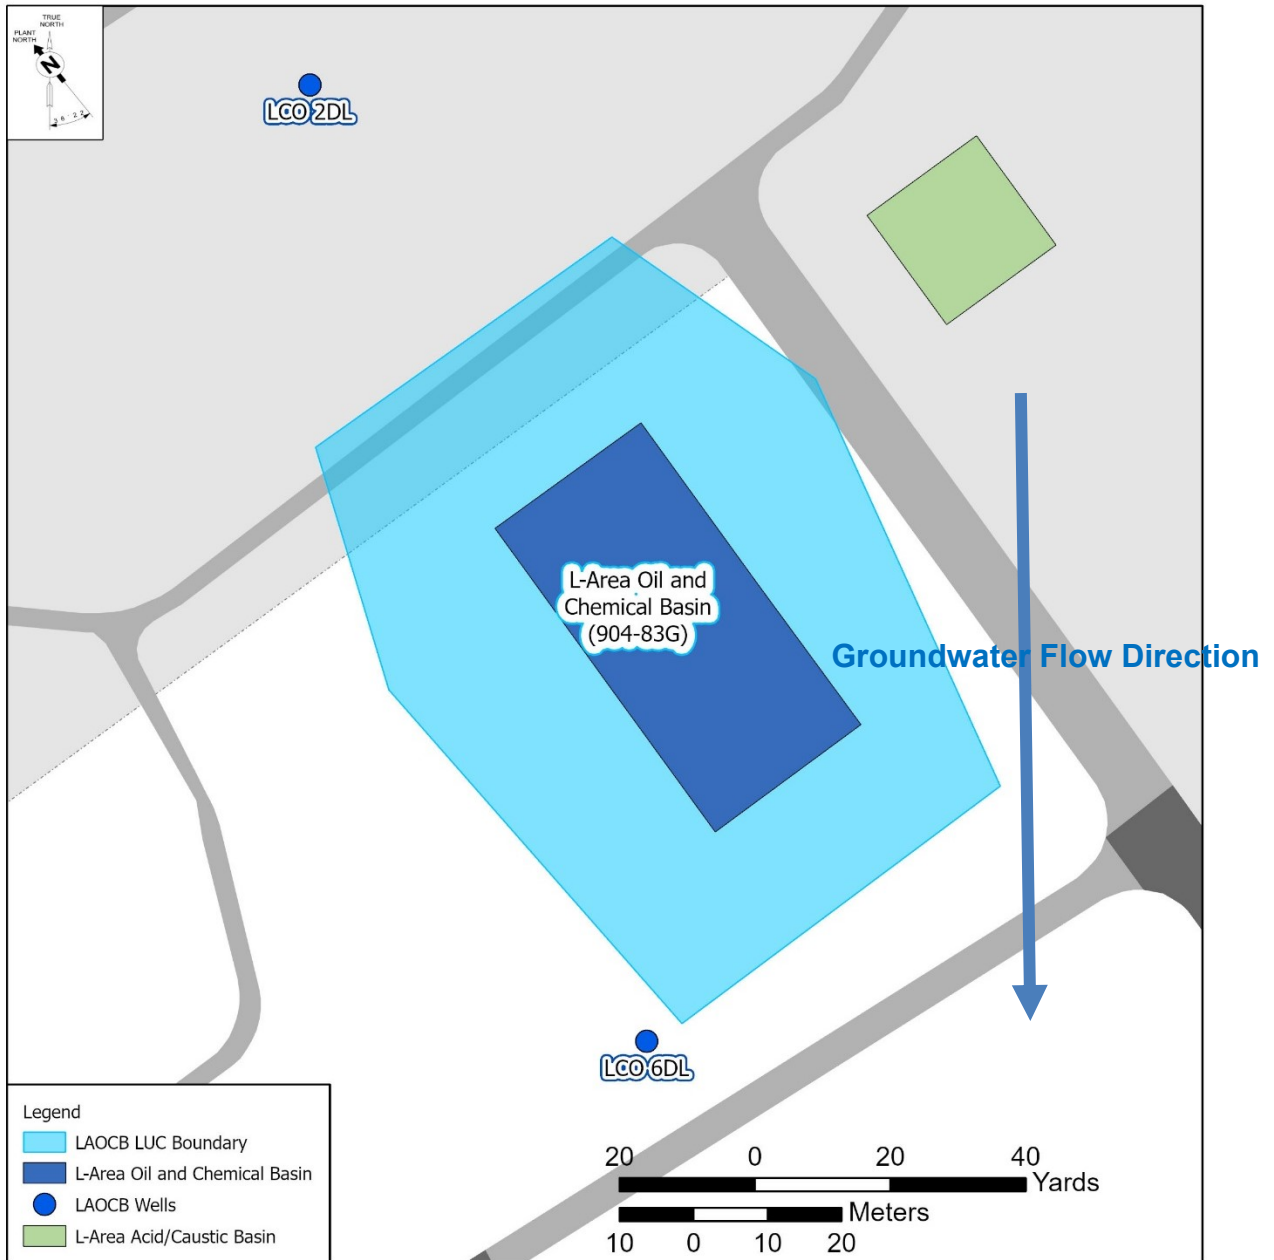 TRUE
NORTH
PLANT
NORTH
N
36°22'
LCO 2DL
L-Area Oil and
Chemical Basin
(904-83G)
Groundwater Flow Direction
LCO 6DL
Legend
LAOCB LUC Boundary
L-Area Oil and Chemical Basin
LAOCB Wells
L-Area Acid/Caustic Basin
20 0 20 40
Yards
Meters
10 0 10 20